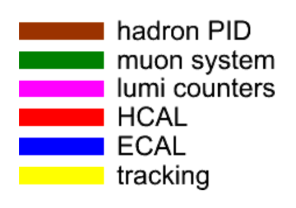 hadron PID
muon system
lumi counters
HCAL
ECAL
tracking